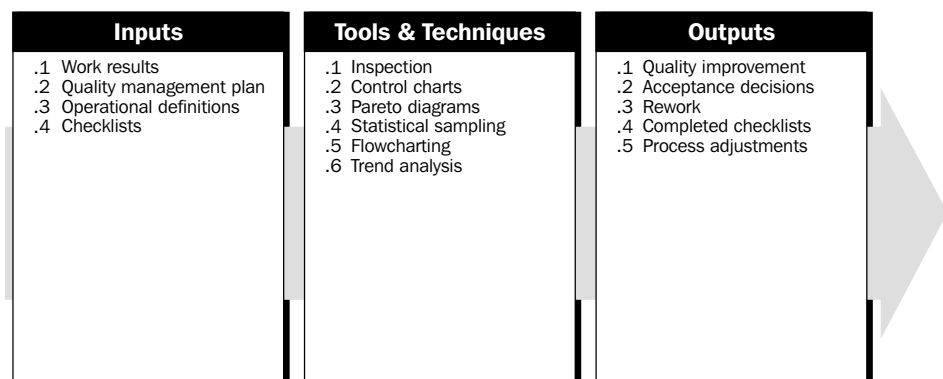 Inputs
.1 Work results
.2 Quality management plan
.3 Operational definitions
.4 Checklists
Tools & Techniques
.1 Inspection
.2 Control charts
.3 Pareto diagrams
.4 Statistical sampling
.5 Flowcharting
.6 Trend analysis
Outputs
.1 Quality improvement
.2 Acceptance decisions
.3 Rework
.4 Completed checklists
.5 Process adjustments